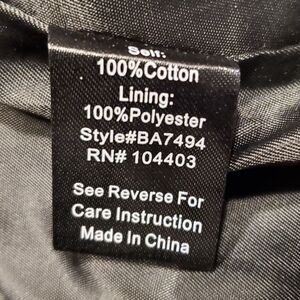 Self:
100%Cotton
Lining:
100%Polyester
Style#BA7494
RN# 104403
See Reverse For
Care Instruction
Made In China